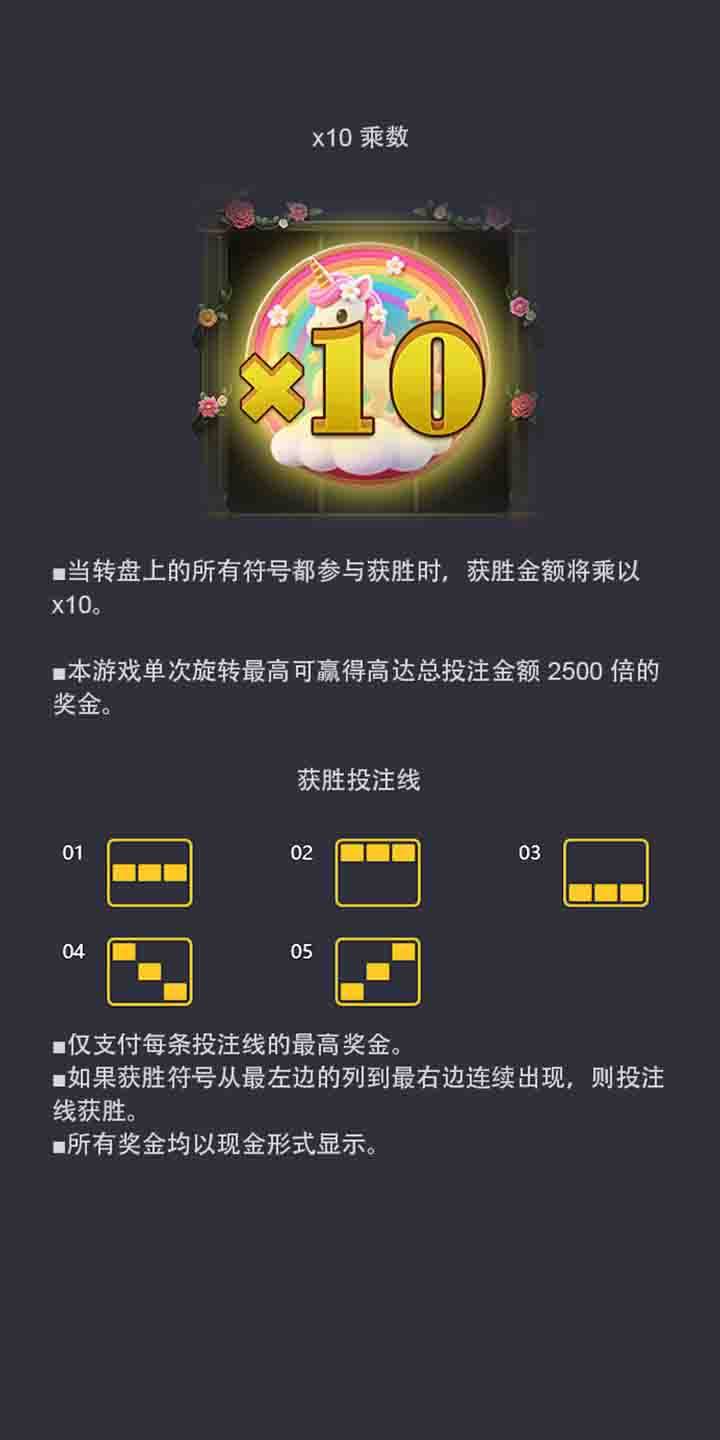 x10 乘数
×10
■当转盘上的所有符号都参与获胜时，获胜金额将乘以
x10。
■本游戏单次旋转最高可赢得高达总投注金额 2500 倍的
奖金。
获胜投注线
01 02 03
04 05
■仅支付每条投注线的最高奖金。
■如果获胜符号从最左边的列到最右边连续出现，则投注
线获胜。
■所有奖金均以现金形式显示。